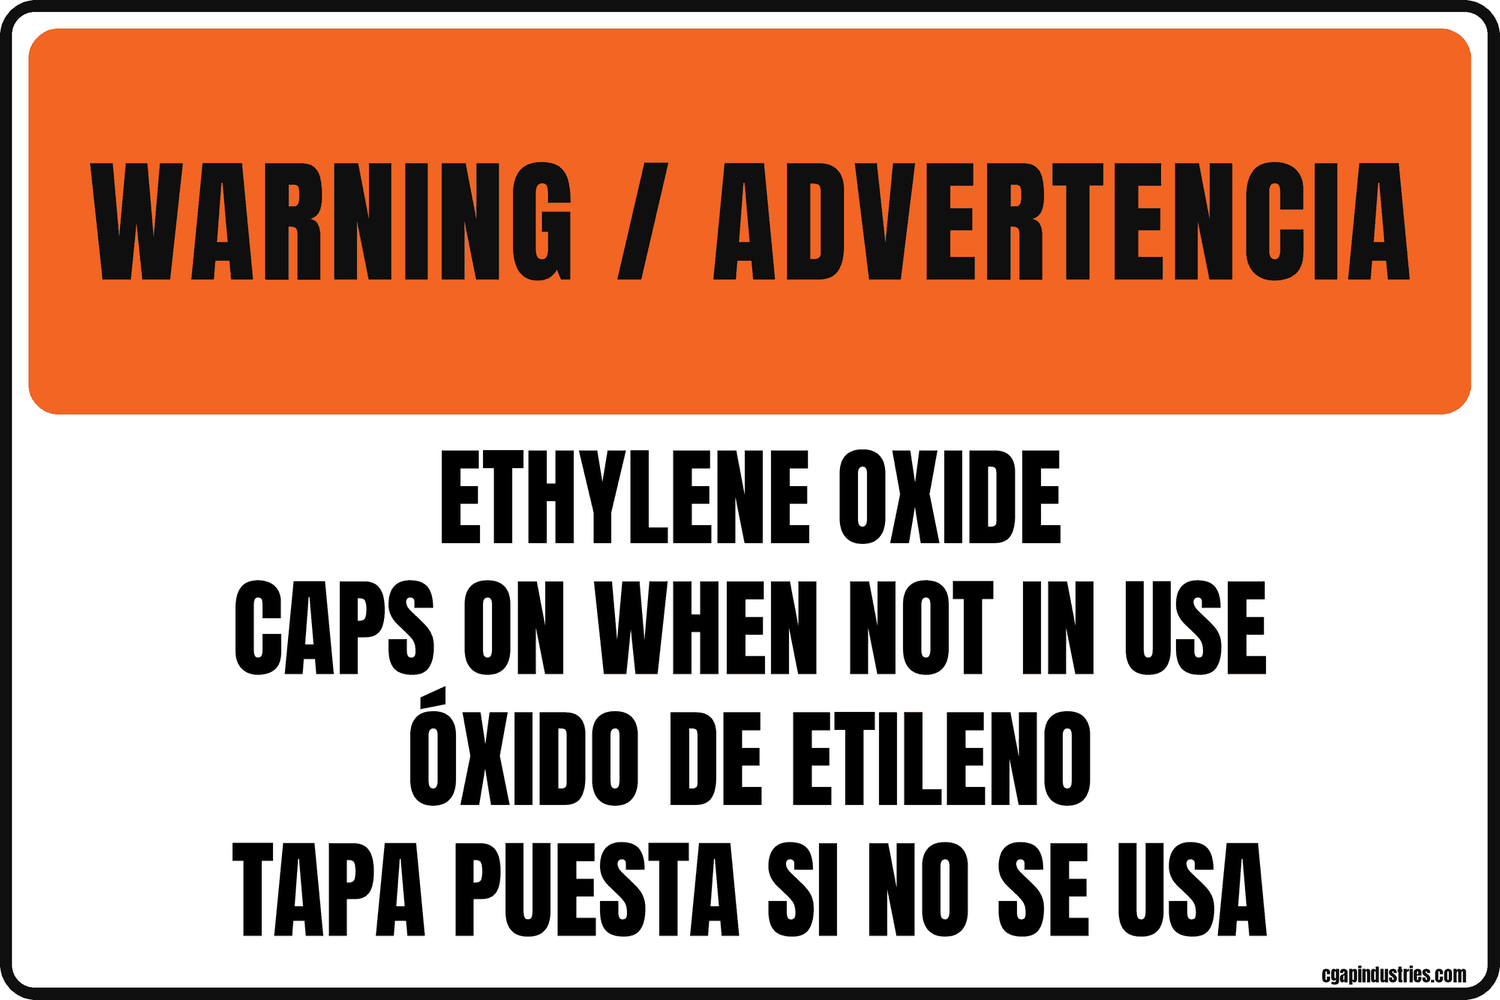 WARNING / ADVERTENCIA
ETHYLENE OXIDE
CAPS ON WHEN NOT IN USE
ÓXIDO DE ETILENO
TAPA PUESTA SI NO SE USA
cgapindustries.com